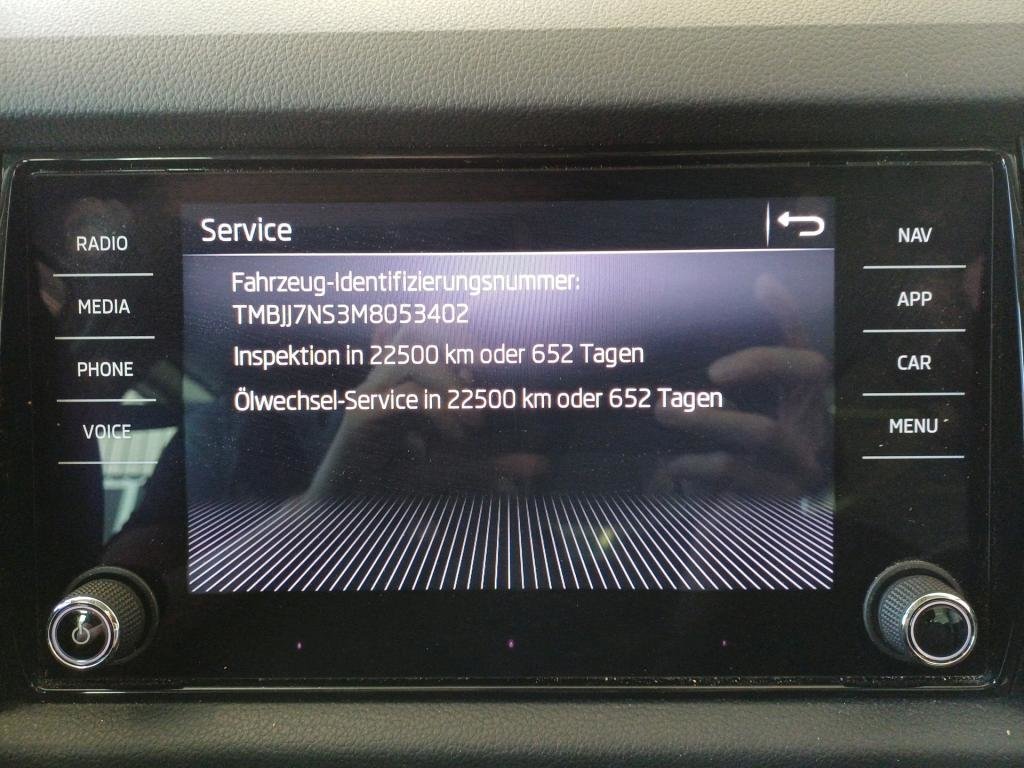 Service
RADIO
MEDIA
PHONE
VOICE
Fahrzeug-Identifizierungsnummer:
TMBJJ7NS3M8053402
Inspektion in 22500 km oder 652 Tagen
Ölwechsel-Service in 22500 km oder 652 Tagen
NAV
APP
CAR
MENU